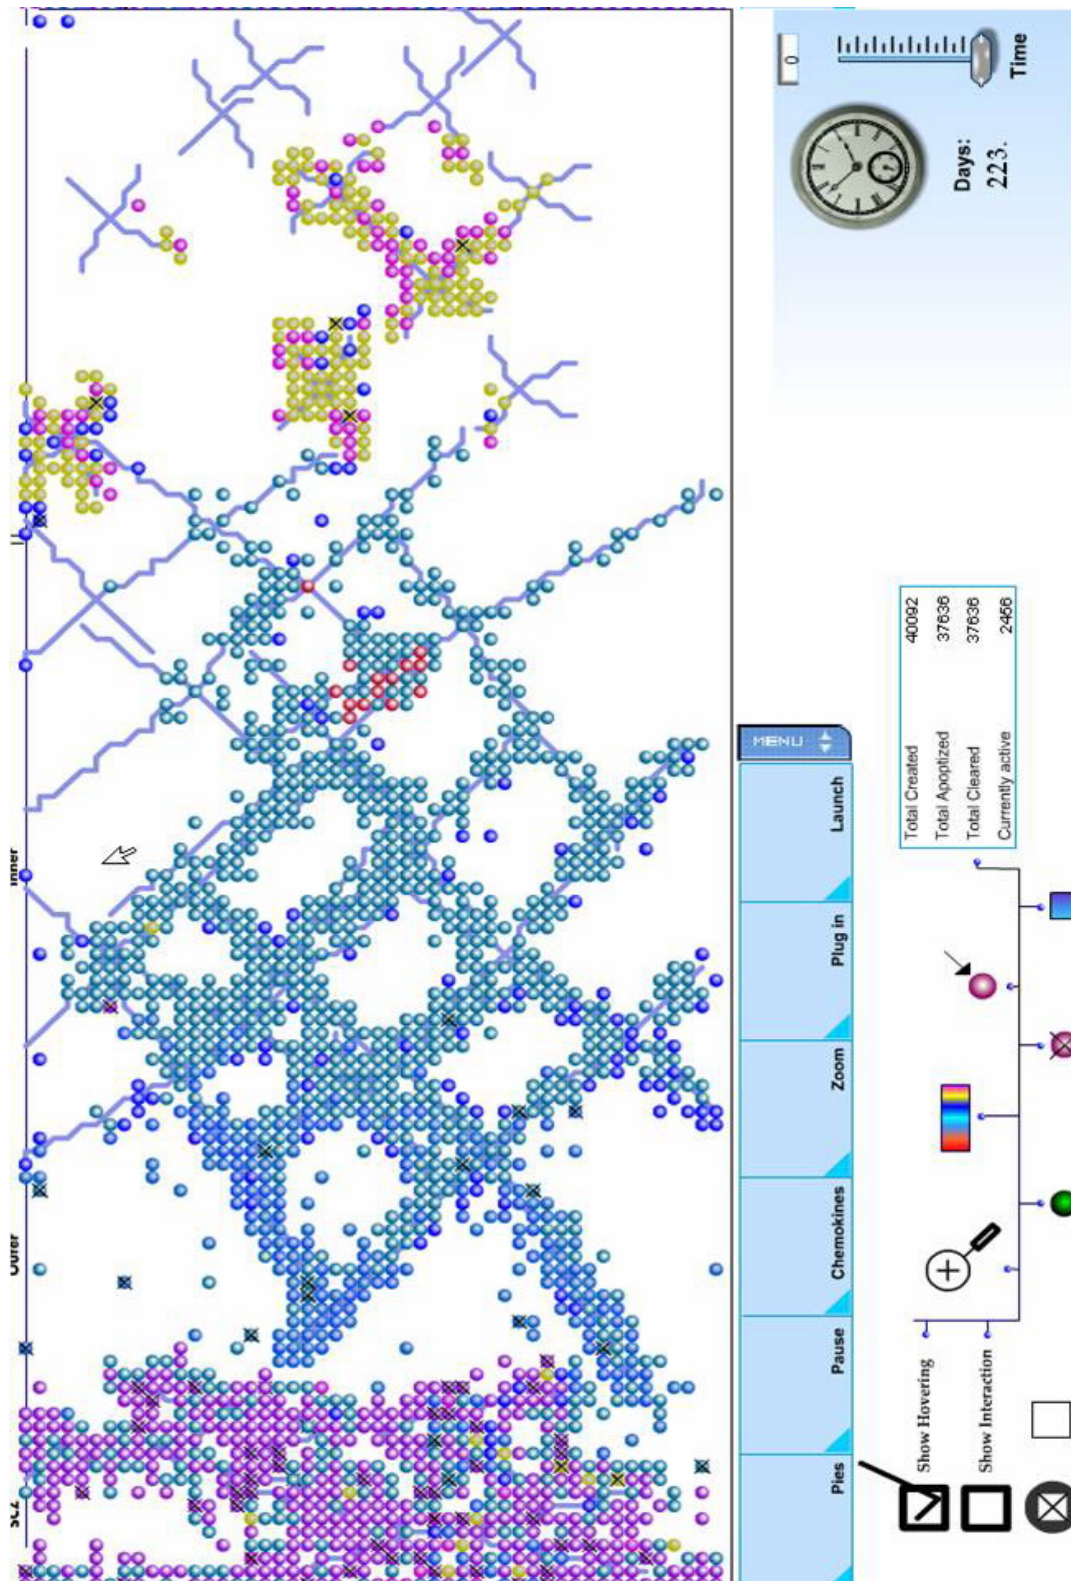 0
Time
Days:
223.
Total Created 40092
Total Apoptized 37636
Total Cleared 37636
Currently active 2456
MENU
Launch
Plug in
Zoom
Chemokines
Pause
Pies
Show Hovering
Show Interaction
Inner
Outer